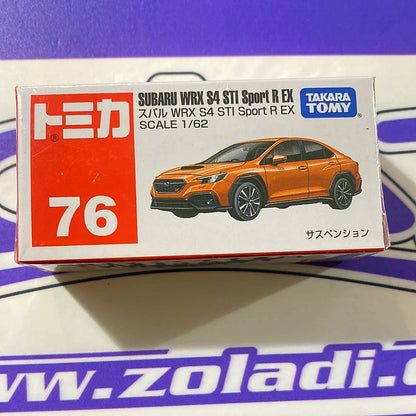 トミカ
®
76
SUBARU WRX S4 STI Sport R EX
スバル WRX S4 STI Sport R EX
SCALE 1/62
TAKARA
TOMY
サスペンション
www.zoladi.